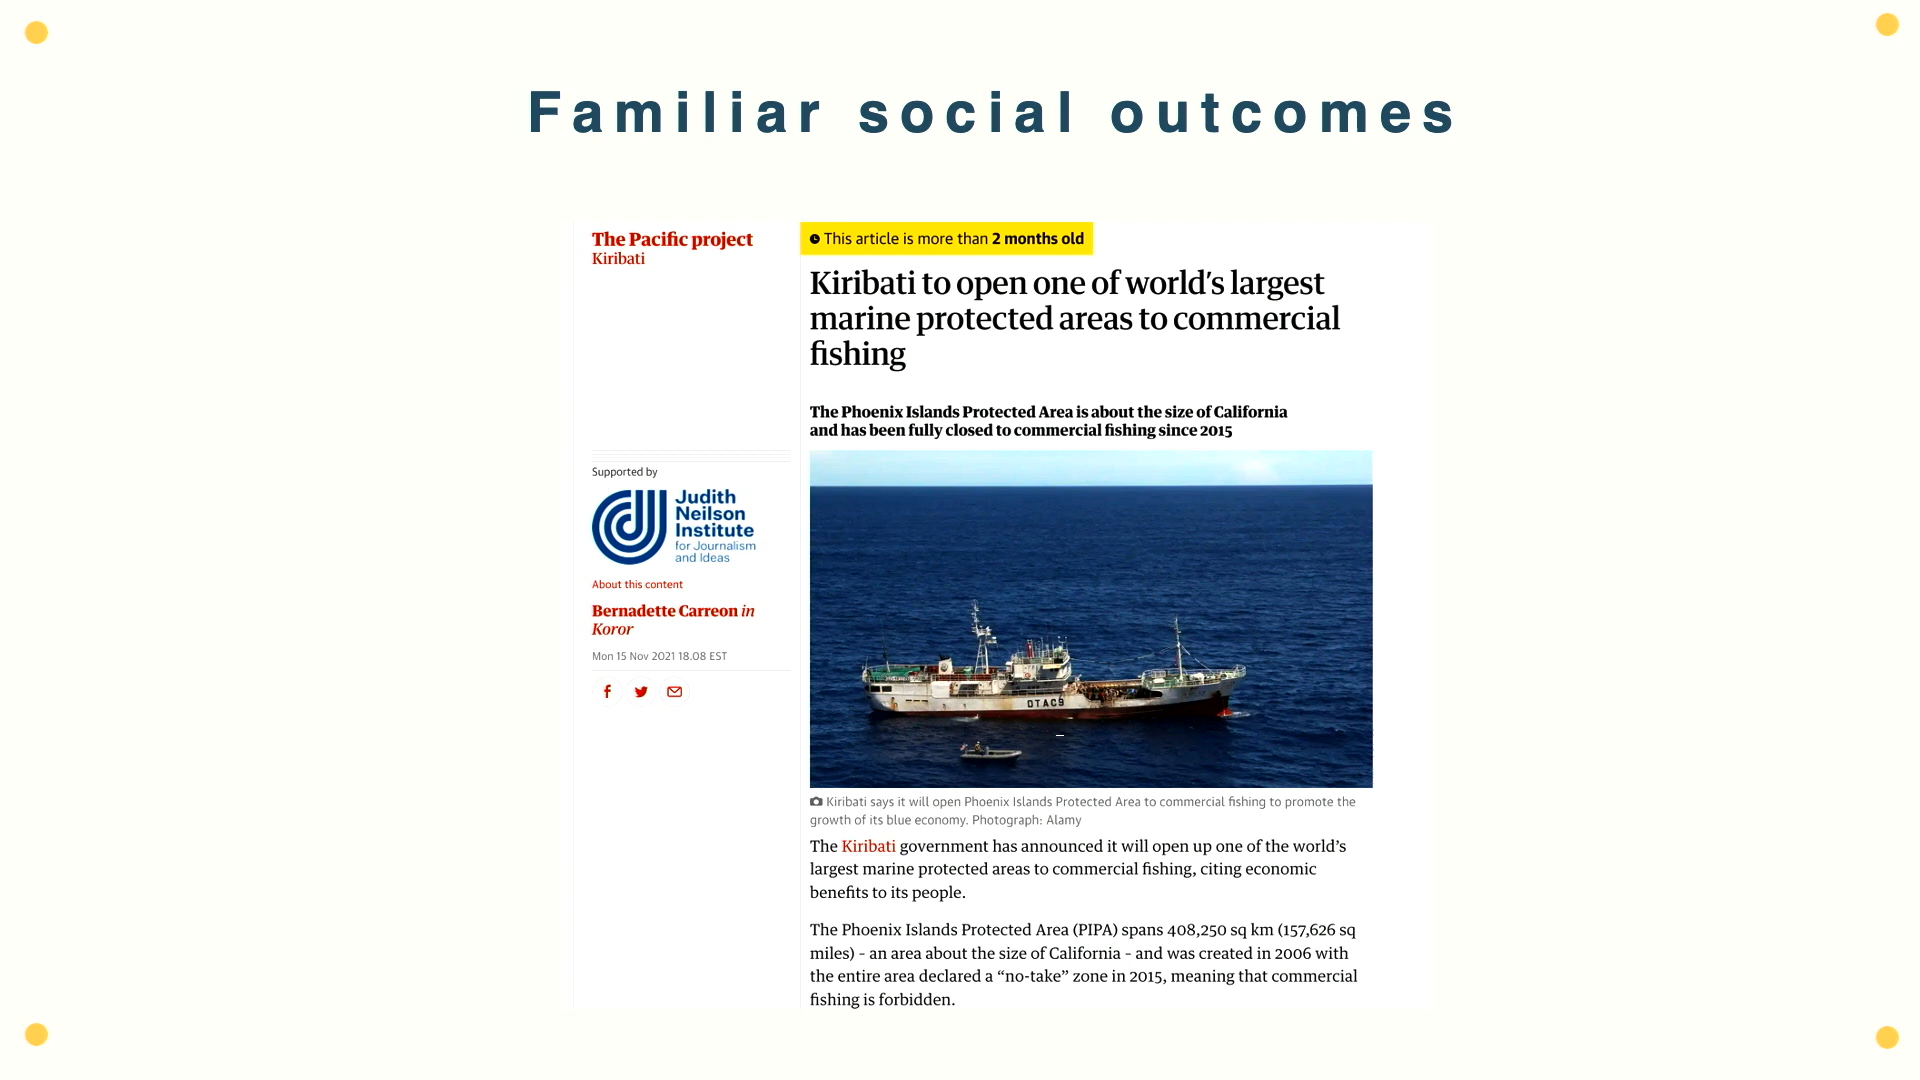 Familiar social outcomes
The Pacific project
Kiribati
This article is more than 2 months old
Kiribati to open one of world's largest
marine protected areas to commercial
fishing
The Phoenix Islands Protected Area is about the size of California
and has been fully closed to commercial fishing since 2015
Supported by
Judith
Neilson
Institute
for Journalism
and Ideas
About this content
Bernadette Carreon in
Koror
Mon 15 Nov 2021 18.08 EST
OTAC9
Kiribati says it will open Phoenix Islands Protected Area to commercial fishing to promote the
growth of its blue economy. Photograph: Alamy
The Kiribati government has announced it will open up one of the world's
largest marine protected areas to commercial fishing, citing economic
benefits to its people.
The Phoenix Islands Protected Area (PIPA) spans 408,250 sq km (157,626 sq
miles) – an area about the size of California – and was created in 2006 with
the entire area declared a “no-take” zone in 2015, meaning that commercial
fishing is forbidden.